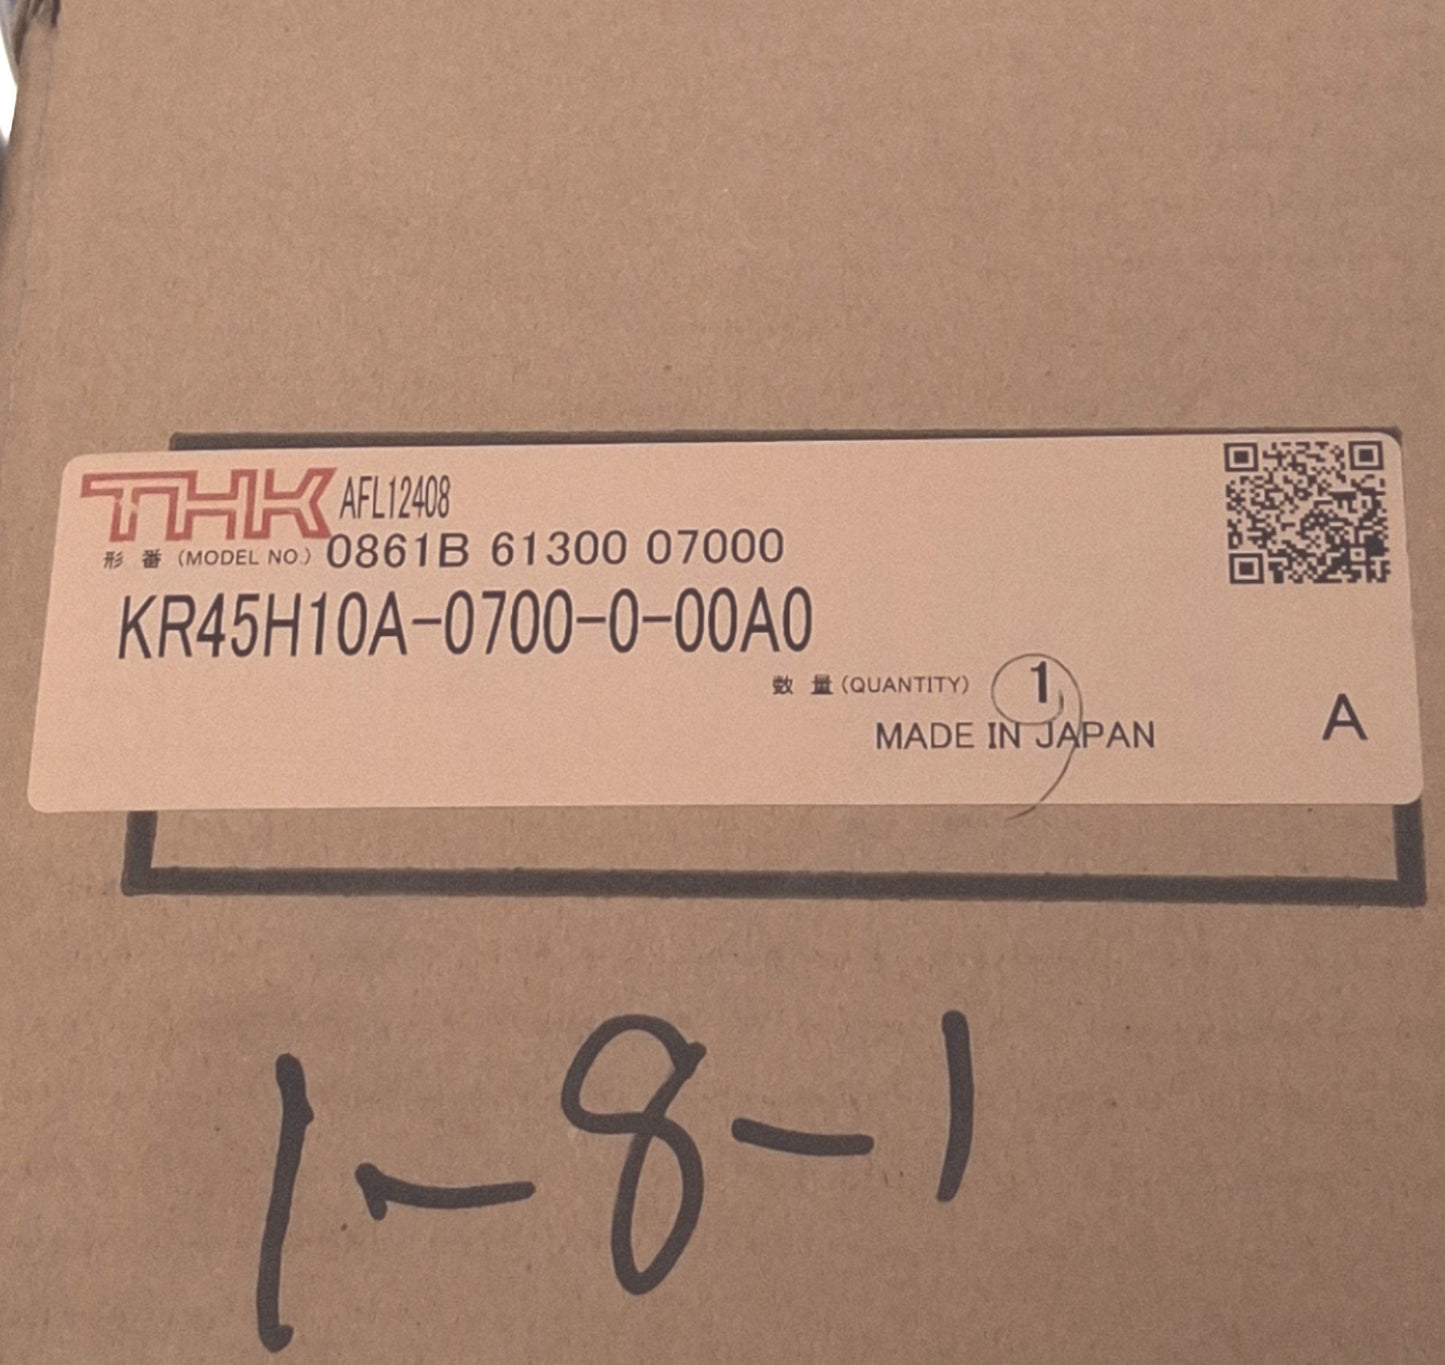 THK AFL12408
形 番 (MODEL NO.) 0861B 61300 07000
KR45H10A-0700-0-00A0
数 量 (QUANTITY) 1
MADE IN JAPAN
A
1-8-1